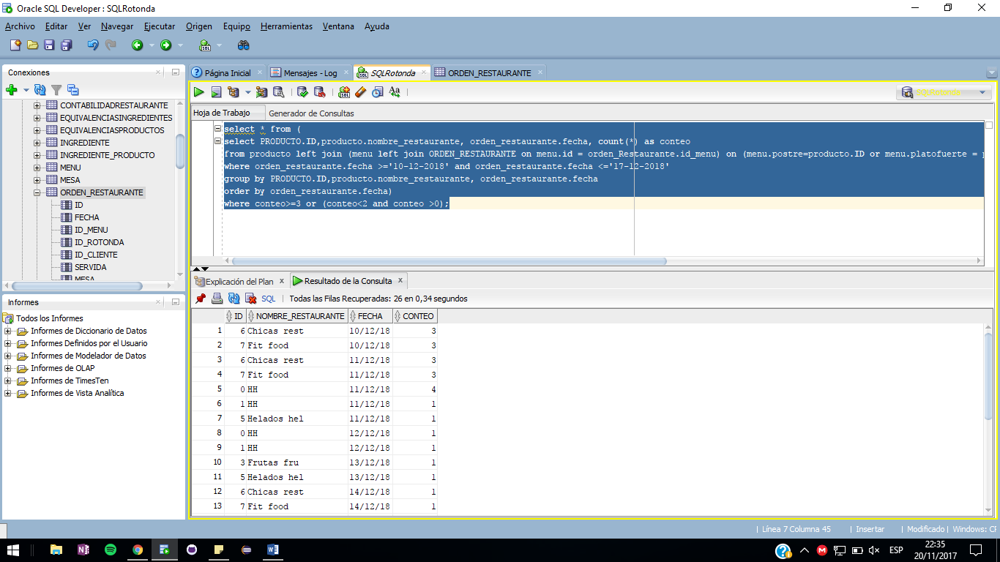 Oracle SQL Developer : SQLRotonda
Archivo Editar Ver Navegar Ejecutar Origen Equipo Herramientas Ventana Ayuda
Conexiones
CONTABILIDADRESTAURANTE
EQUIVALENCIASINGREDIENTES
EQUIVALENCIASPRODUCTOS
INGREDIENTE
INGREDIENTE_PRODUCTO
MENU
MESA
ORDEN_RESTAURANTE
ID
FECHA
ID_MENU
ID_ROTONDA
ID_CLIENTE
SERVIDA
MESA
Informes
Todos los Informes
Informes de Diccionario de Datos
Informes Definidos por el Usuario
Informes de Modelador de Datos
Informes de OLAP
Informes de TimesTen
Informes de Vista Analítica
Página Inicial Mensajes - Log SQLRotonda ORDEN_RESTAURANTE
SQLRotonda
Hoja de Trabajo Generador de Consultas
select * from (
select PRODUCTO.ID,producto.nombre_restaurante, orden_restaurante.fecha, count(*) as conteo
from producto left join (menu left join ORDEN_RESTAURANTE on menu.id = orden_Restaurante.id_menu) on (menu.postre=producto.ID or menu.platofuerte = p
where orden_restaurante.fecha >='10-12-2018' and orden_restaurante.fecha <='17-12-2018'
group by PRODUCTO.ID,producto.nombre_restaurante, orden_restaurante.fecha
order by orden_restaurante.fecha)
where conteo>=3 or (conteo<2 and conteo >0);
Explicación del Plan x Resultado de la Consulta x
SQL | Todas las Filas Recuperadas: 26 en 0,34 segundos
ID NOMBRE_RESTAURANTE FECHA CONTEO
1 6 Chicas rest 10/12/18 3
2 7 Fit food 10/12/18 3
3 6 Chicas rest 11/12/18 3
4 7 Fit food 11/12/18 3
5 0 HH 11/12/18 4
6 1 HH 11/12/18 1
7 5 Helados hel 11/12/18 1
8 0 HH 12/12/18 1
9 1 HH 12/12/18 1
10 3 Frutas fru 13/12/18 1
11 5 Helados hel 13/12/18 1
12 6 Chicas rest 14/12/18 1
13 7 Fit food 14/12/18 1
| Línea 7 Columna 45 | Insertar | Modificado | Windows: CF
ESP 22:35
20/11/2017